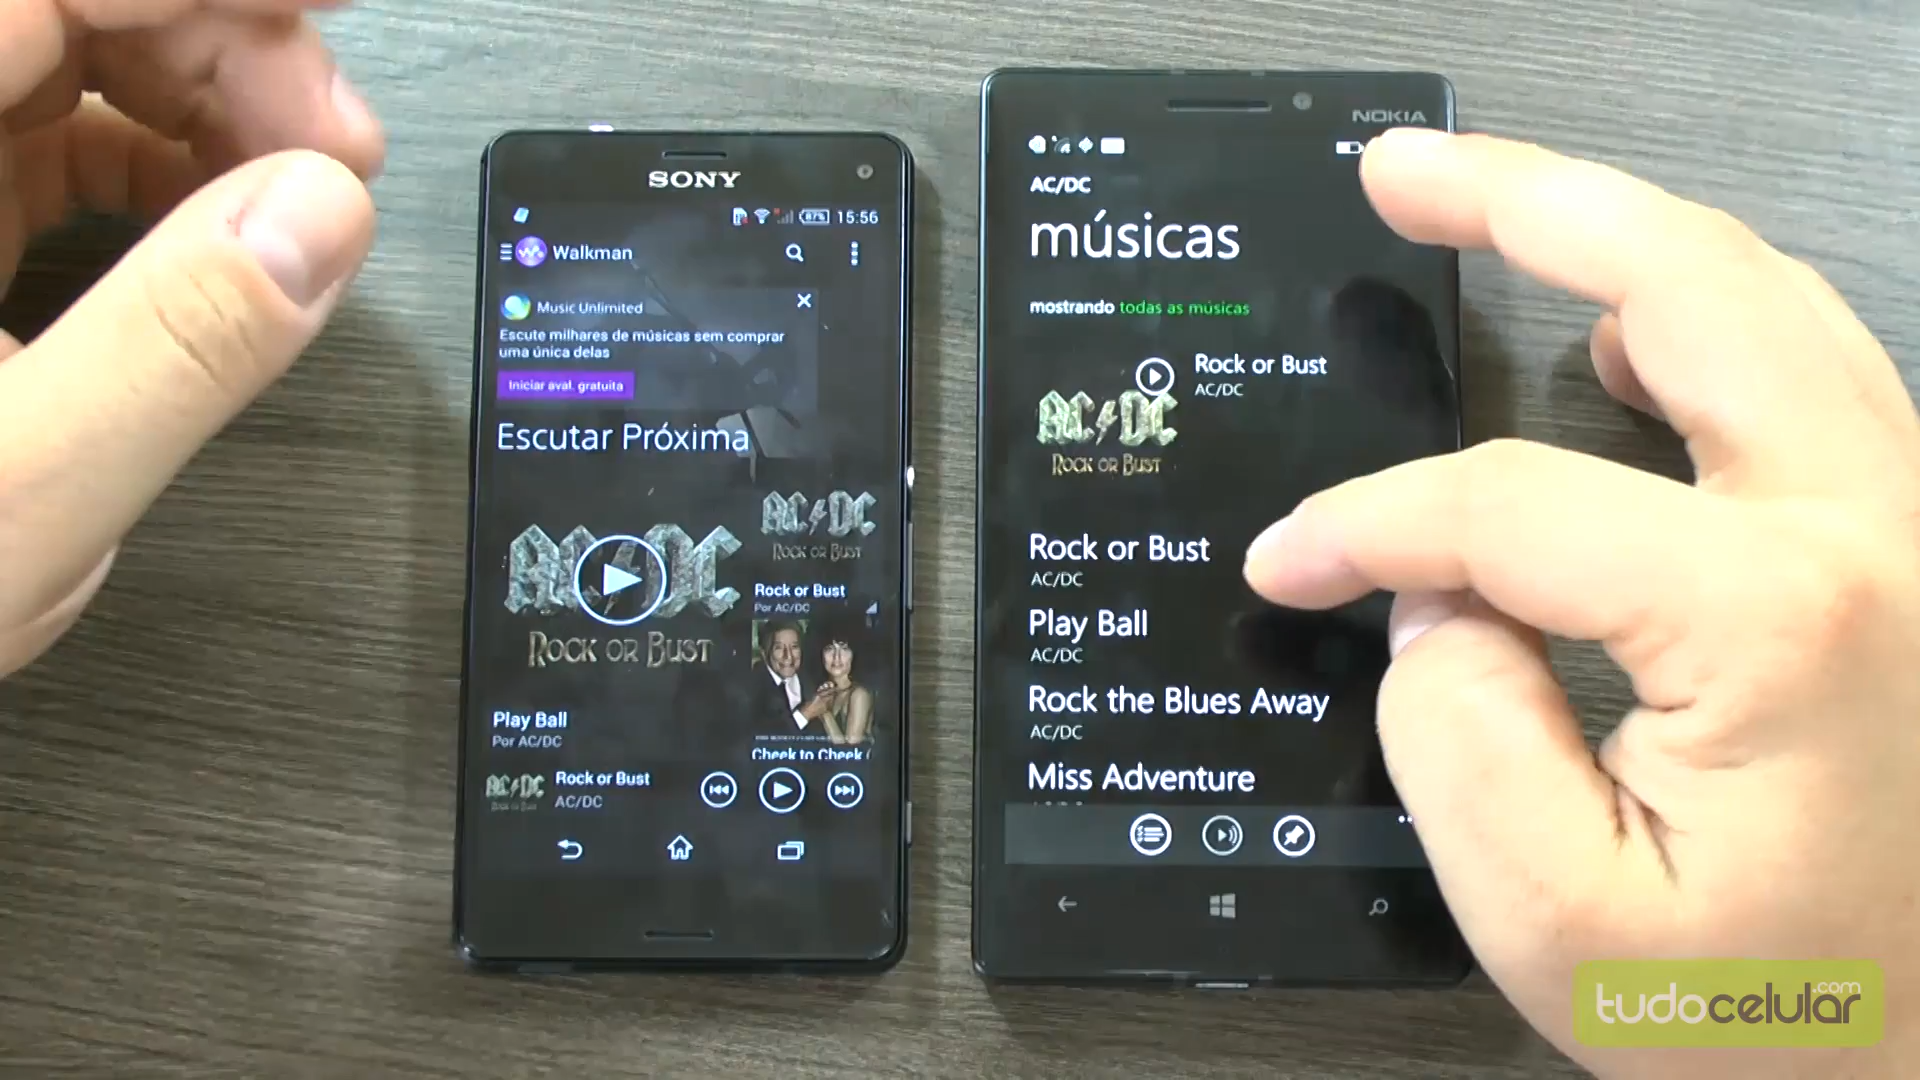 SONY
87%
15:56
Walkman
Music Unlimited
Escute milhares de músicas sem comprar
uma única delas
Iniciar aval. gratuita
Escutar Próxima
AC/DC
ROCK OR BUST
AC/DC
ROCK OR BUST
Rock or Bust
Por AC/DC
Play Ball
Por AC/DC
Cheek to Cheek (
AC/DC
Rock or Bust
AC/DC
NOKIA
AC/DC
músicas
mostrando todas as músicas
Rock or Bust
AC/DC
AC/DC
ROCK OR BUST
Rock or Bust
AC/DC
Play Ball
AC/DC
Rock the Blues Away
AC/DC
Miss Adventure
tudocelular.com